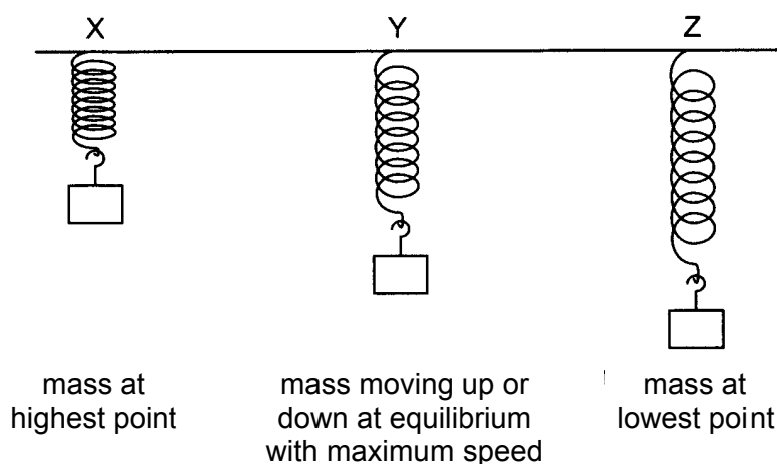 X
Y
Z
mass at
highest point
mass moving up or
down at equilibrium
with maximum speed
mass at
lowest point